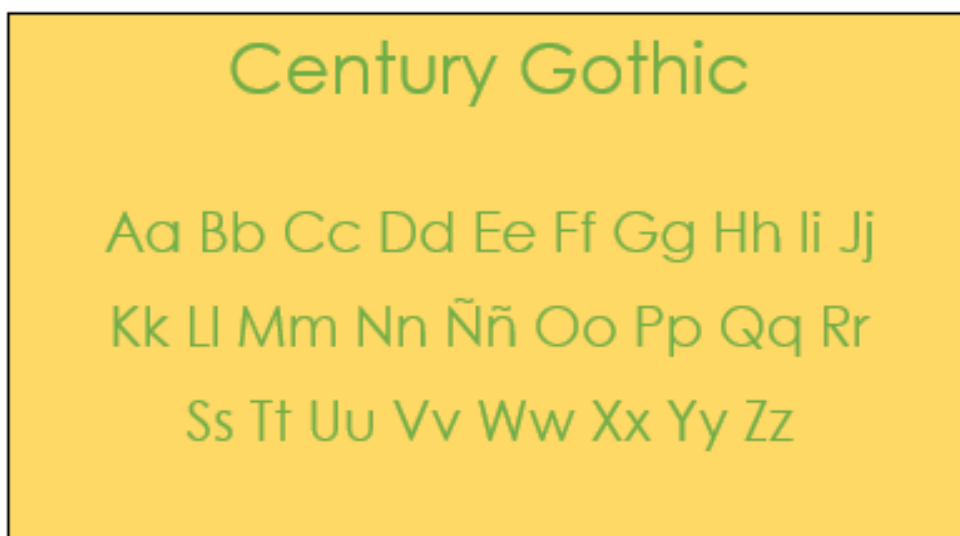 Century Gothic
Aa Bb Cc Dd Ee Ff Gg Hh Ii Jj
Kk Ll Mm Nn Ññ Oo Pp Qq Rr
Ss Tt Uu Vv Ww Xx Yy Zz